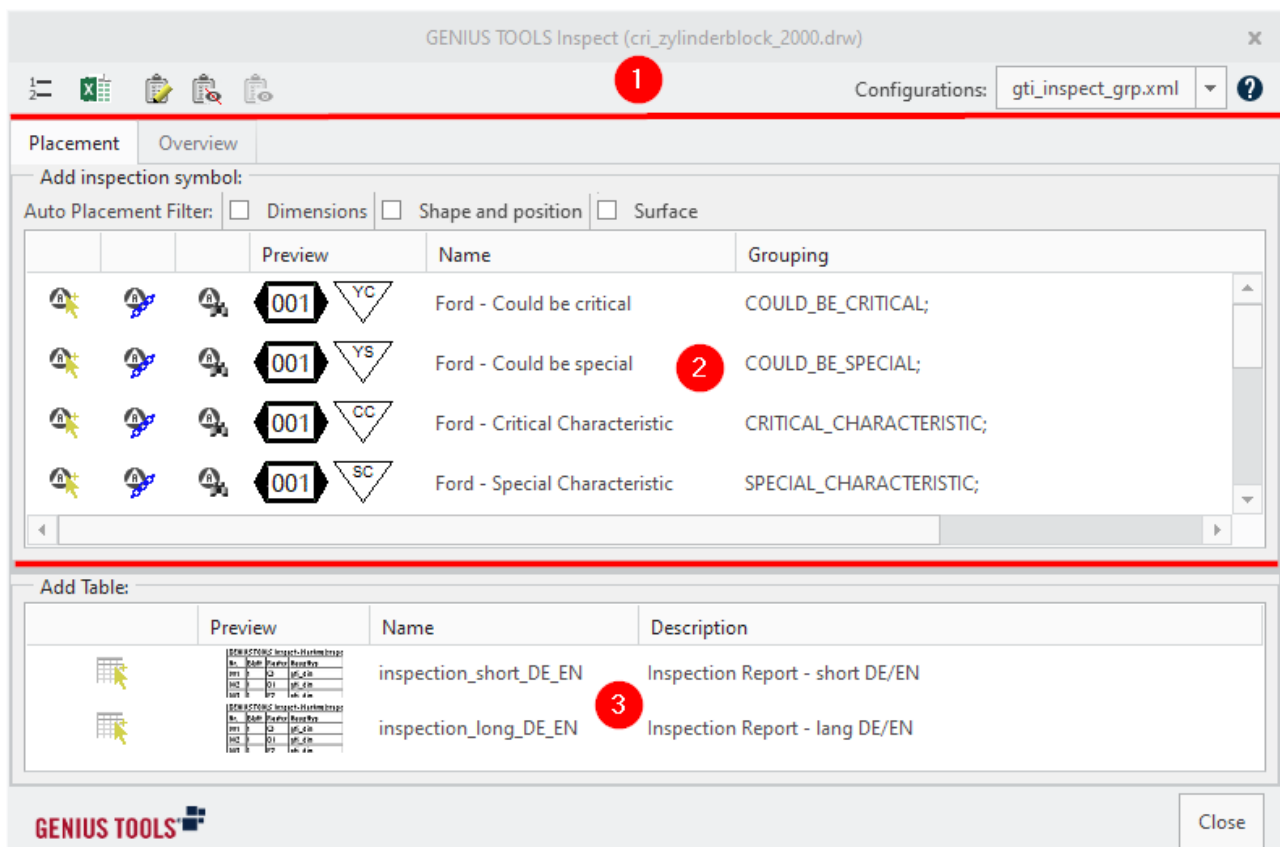 GENIUS TOOLS Inspect (cri_zylinderblock_2000.drw)
1
Configurations: gti_inspect_grp.xml
Placement Overview
Add inspection symbol:
Auto Placement Filter: Dimensions Shape and position Surface
Preview Name Grouping
001 YC Ford - Could be critical COULD_BE_CRITICAL;
001 YS Ford - Could be special COULD_BE_SPECIAL;
2
001 CC Ford - Critical Characteristic CRITICAL_CHARACTERISTIC;
001 SC Ford - Special Characteristic SPECIAL_CHARACTERISTIC;
Add Table:
Preview Name Description
inspection_short_DE_EN Inspection Report - short DE/EN
3
inspection_long_DE_EN Inspection Report - lang DE/EN
GENIUS TOOLS
Close